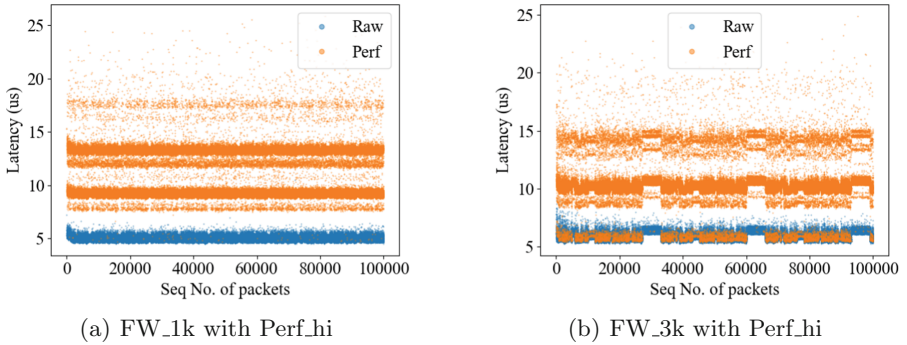 25
20
15
10
5
Latency (us)
Raw
Perf
0 20000 40000 60000 80000 100000
Seq No. of packets
(a) FW_1k with Perf_hi
25
20
15
10
5
Latency (us)
Raw
Perf
0 20000 40000 60000 80000 100000
Seq No. of packets
(b) FW_3k with Perf_hi